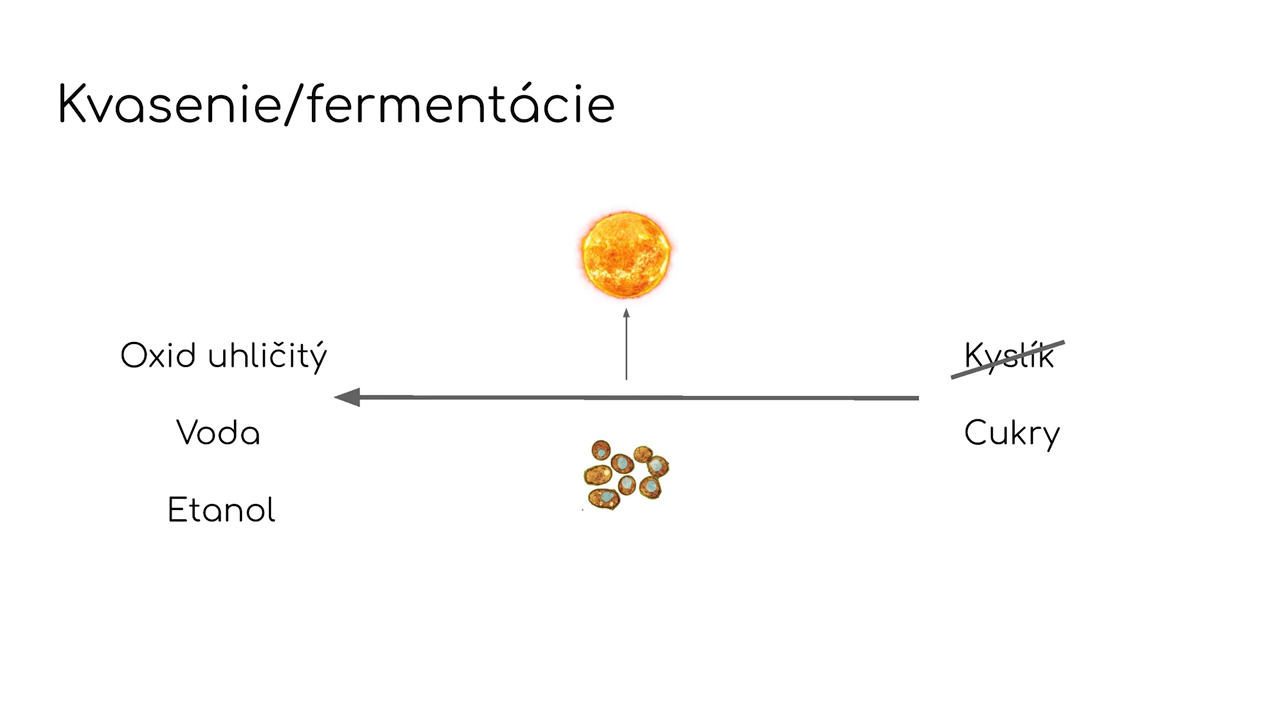 Kvasenie/fermentácie
Oxid uhličitý
Kyslík
Voda
Cukry
Etanol